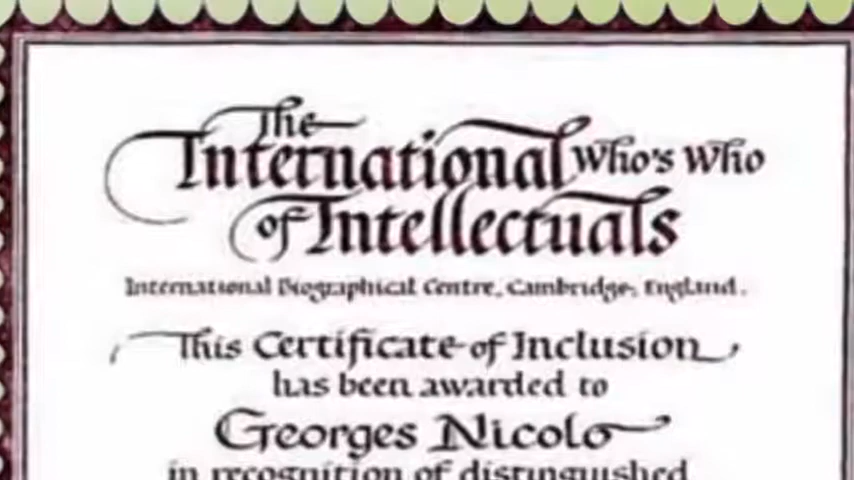 The
International Who's Who
of Intellectuals
International Biographical Centre, Cambridge, England.
This Certificate of Inclusion
has been awarded to
Georges Nicolo
in recognition of distinguished